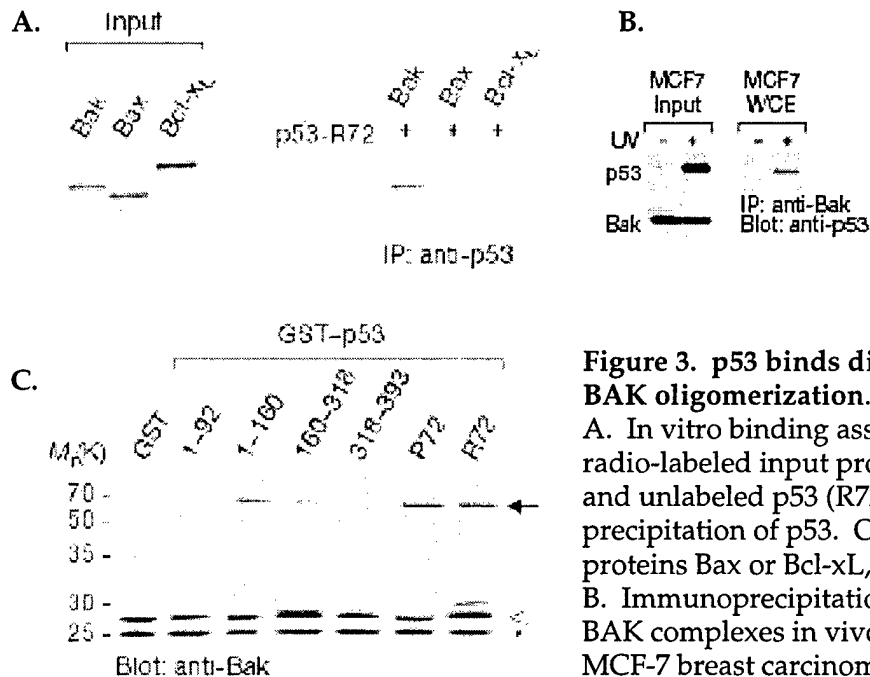 A.
Input
Bak Bax Bcl-xL
Bak Bax Bcl-xL
p53-R72 + + +
IP: anti-p53
B.
MCF7 Input
MCF7 WCE
UV - + - +
p53
Bak
IP: anti-Bak
Blot: anti-p53
C.
GST-p53
Mr(K) GST 1-92 1-160 160-318 318-393 P72 R72
70 -
50 -
35 -
30 -
25 -
Blot: anti-Bak
Figure 3. p53 binds di
BAK oligomerization.
A. In vitro binding ass
radio-labeled input pro
and unlabeled p53 (R7
precipitation of p53. C
proteins Bax or Bcl-xL,
B. Immunoprecipitatio
BAK complexes in vivo
MCF-7 breast carcinom